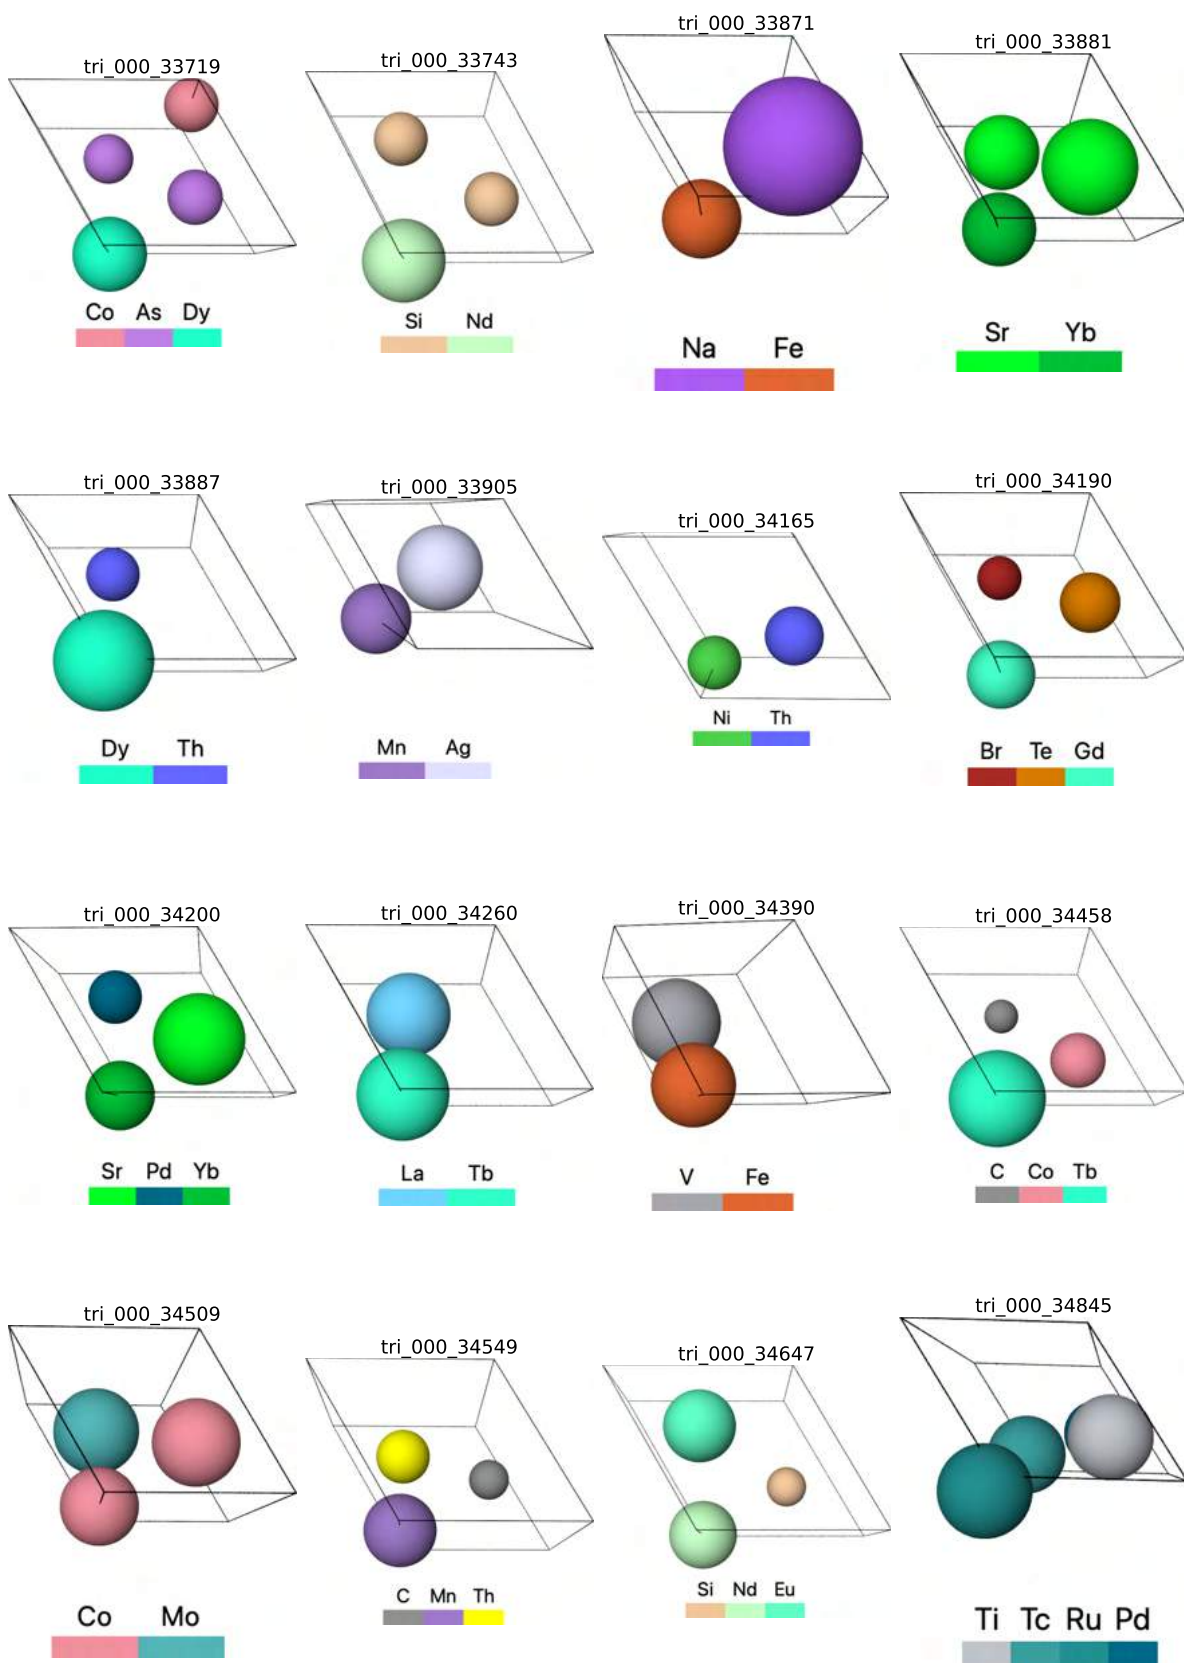 tri_000_33719
Co As Dy
tri_000_33743
Si Nd
tri_000_33871
Na Fe
tri_000_33881
Sr Yb
tri_000_33887
Dy Th
tri_000_33905
Mn Ag
tri_000_34165
Ni Th
tri_000_34190
Br Te Gd
tri_000_34200
Sr Pd Yb
tri_000_34260
La Tb
tri_000_34390
V Fe
tri_000_34458
C Co Tb
tri_000_34509
Co Mo
tri_000_34549
C Mn Th
tri_000_34647
Si Nd Eu
tri_000_34845
Ti Tc Ru Pd